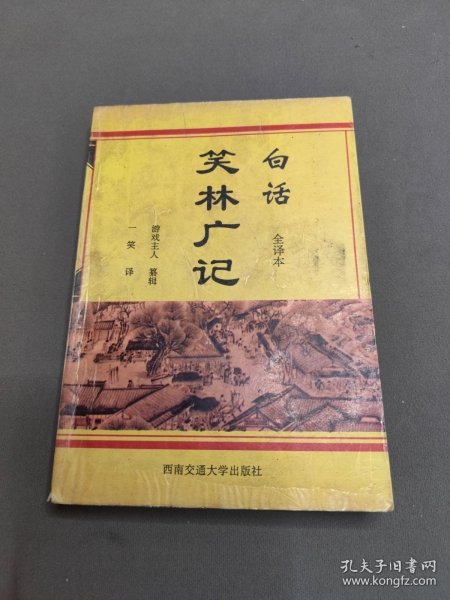 白话
全译本
笑林广记
游戏主人 纂辑
一笑 译
西南交通大学出版社
孔夫子旧书网
www.kongfz.com